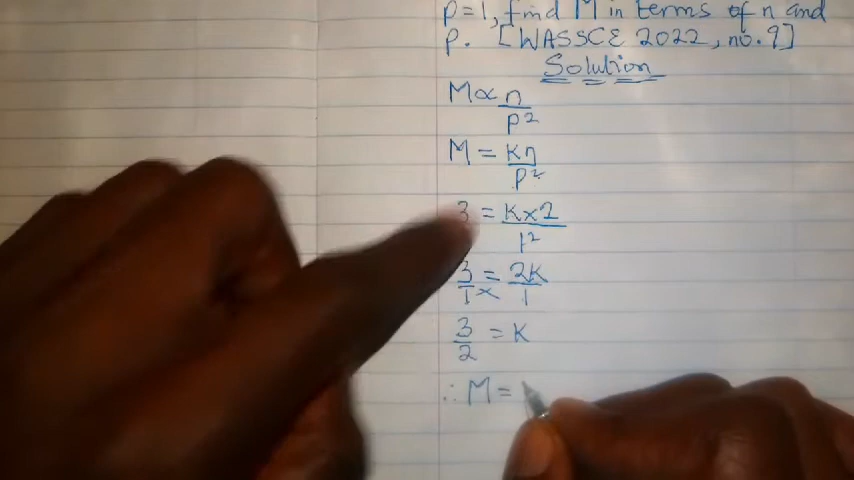 P=1, find M in terms of n and
P. [WASSCE 2022, no.9]
Solution
M ∝ n/P²
M = Kn/P²
3 = K×2/1²
3/1 × = 2K/1
3/2 = K
∴ M =